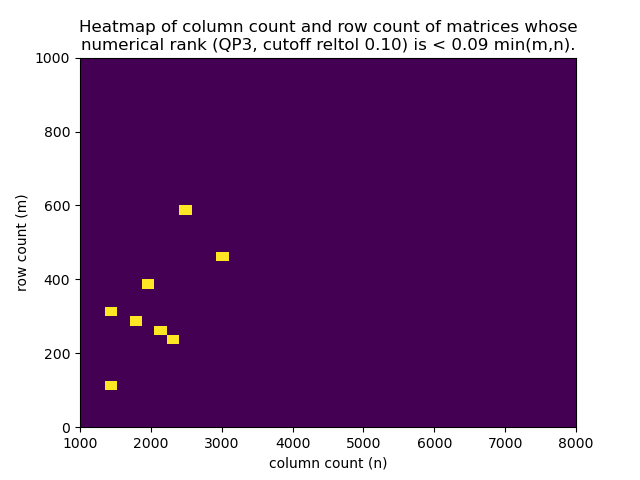 Heatmap of column count and row count of matrices whose
numerical rank (QP3, cutoff reltol 0.10) is < 0.09 min(m,n).
1000
800
600
400
200
0
row count (m)
1000 2000 3000 4000 5000 6000 7000 8000
column count (n)